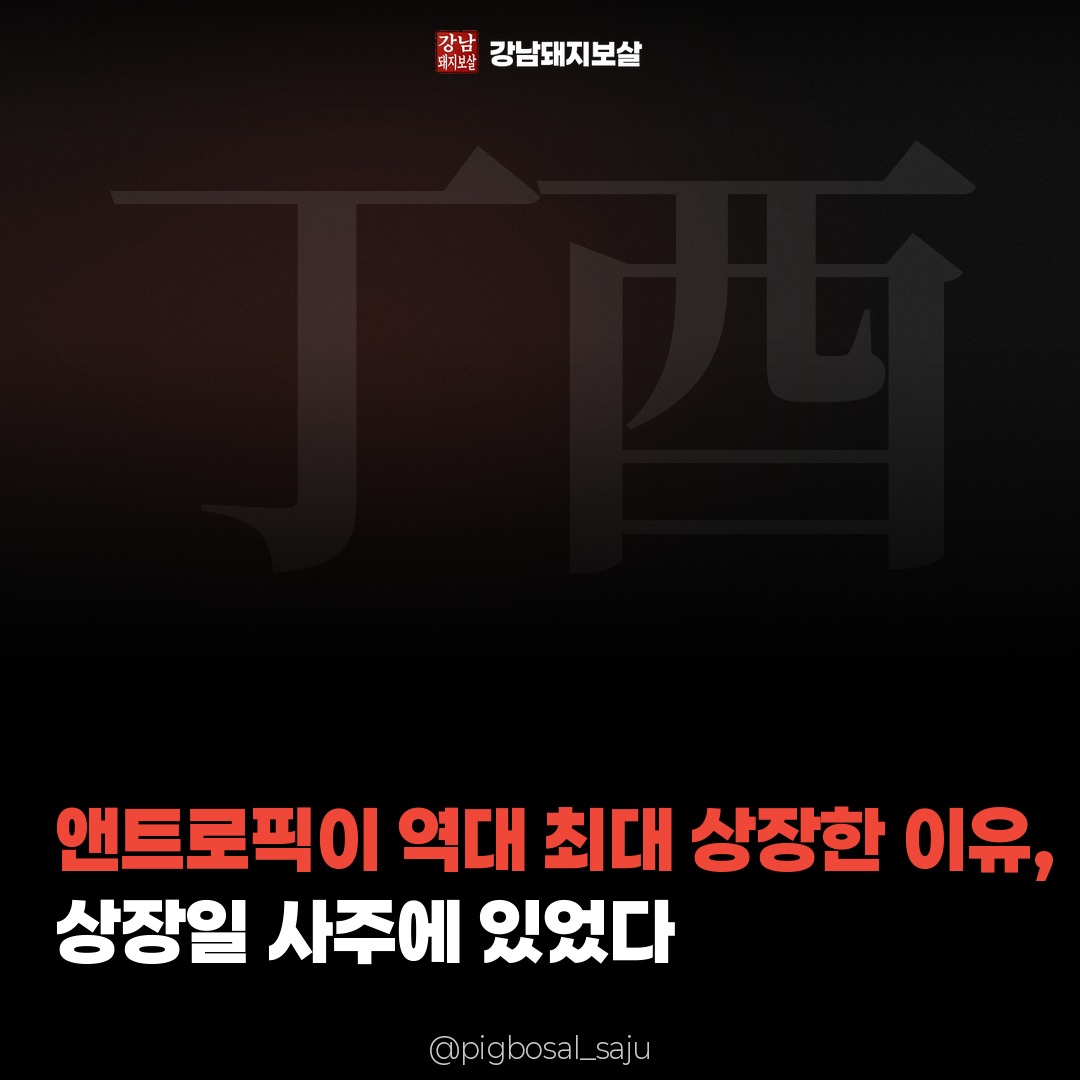 강남
돼지보살
강남돼지보살
丁酉
앤트로픽이 역대 최대 상장한 이유,
상장일 사주에 있었다
@pigbosal_saju